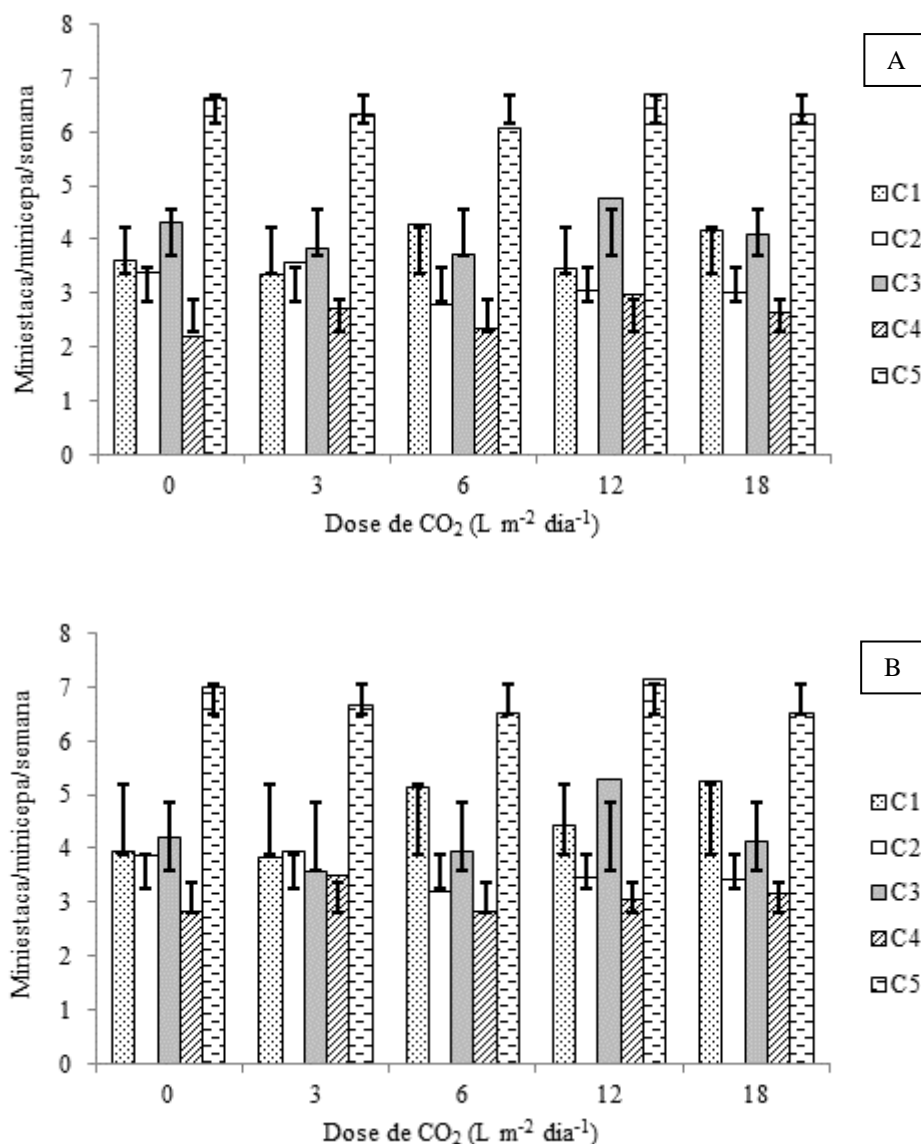 A
Miniestaca/minicepa/semana
8
7
6
5
4
3
2
1
0
0 3 6 12 18
Dose de CO₂ (L m⁻² dia⁻¹)
C1
C2
C3
C4
C5
B
Miniestaca/minicepa/semana
8
7
6
5
4
3
2
1
0
0 3 6 12 18
Dose de CO₂ (L m⁻² dia⁻¹)
C1
C2
C3
C4
C5